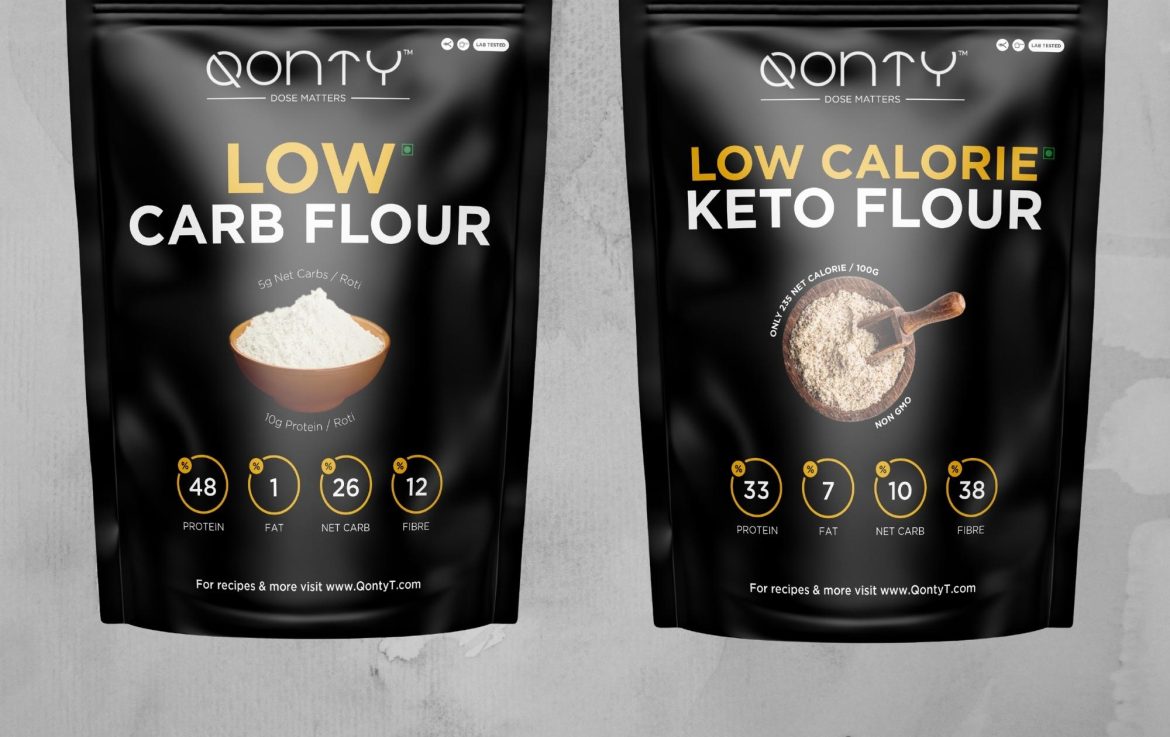 QONTY™
LAB TESTED
DOSE MATTERS
LOW
CARB FLOUR
5g Net Carbs / Roti
10g Protein / Roti
% 48 % 1 % 26 % 12
PROTEIN FAT NET CARB FIBRE
For recipes & more visit www.QontyT.com
QONTY™
LAB TESTED
DOSE MATTERS
LOW CALORIE
KETO FLOUR
ONLY 235 NET CALORIE / 100G
NON GMO
% 33 % 7 % 10 % 38
PROTEIN FAT NET CARB FIBRE
For recipes & more visit www.QontyT.com